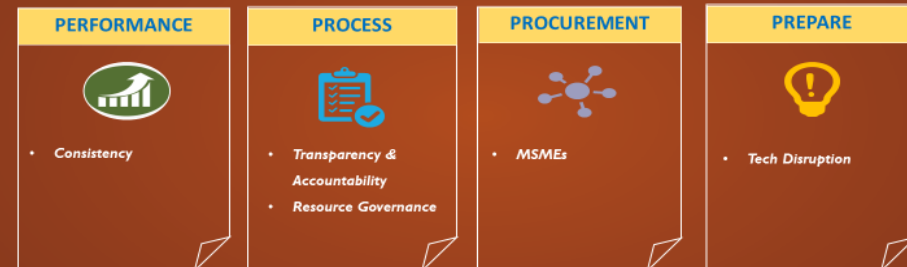 PERFORMANCE
Consistency
PROCESS
Transparency &
Accountability
Resource Governance
PROCUREMENT
MSMEs
PREPARE
Tech Disruption